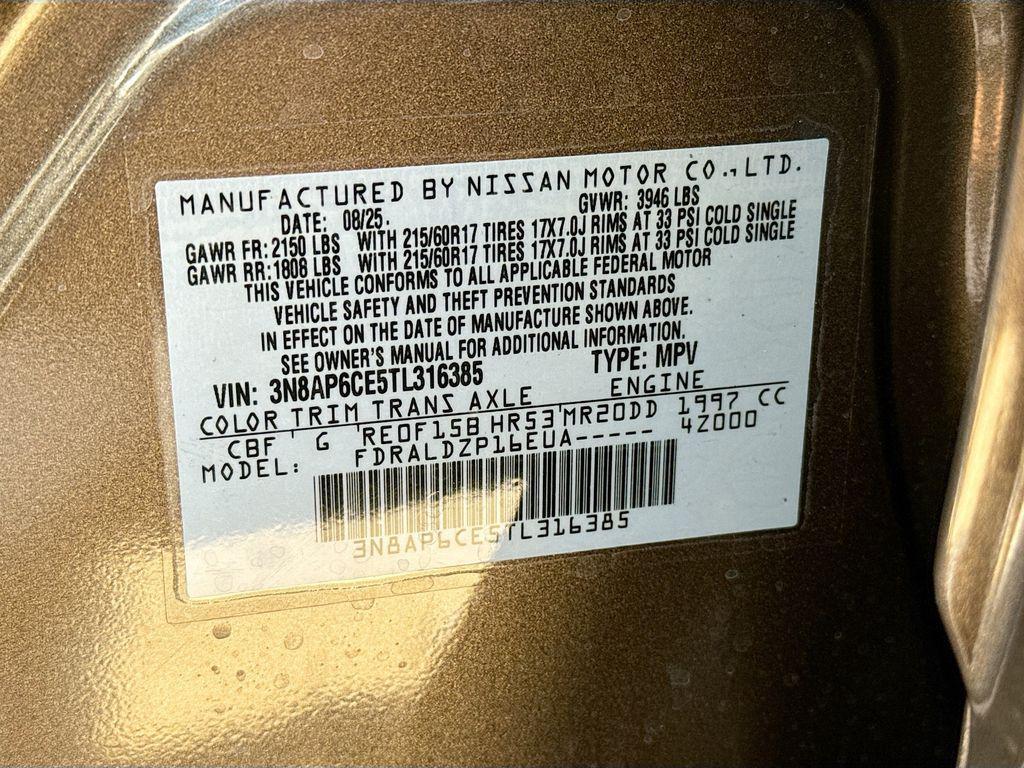 MANUFACTURED BY NISSAN MOTOR CO.,LTD.
DATE: 08/25. GVWR: 3946 LBS
GAWR FR: 2150 LBS WITH 215/60R17 TIRES 17X7.0J RIMS AT 33 PSI COLD SINGLE
GAWR RR: 1808 LBS WITH 215/60R17 TIRES 17X7.0J RIMS AT 33 PSI COLD SINGLE
THIS VEHICLE CONFORMS TO ALL APPLICABLE FEDERAL MOTOR
VEHICLE SAFETY AND THEFT PREVENTION STANDARDS
IN EFFECT ON THE DATE OF MANUFACTURE SHOWN ABOVE.
SEE OWNER'S MANUAL FOR ADDITIONAL INFORMATION.
VIN: 3N8AP6CE5TL316385 TYPE: MPV
COLOR TRIM TRANS AXLE ENGINE
CBF G RE0F15B HR53 MR20DD 1997 CC
MODEL: FDRALDZP16EUA----- 4Z000
3N8AP6CE5TL316385